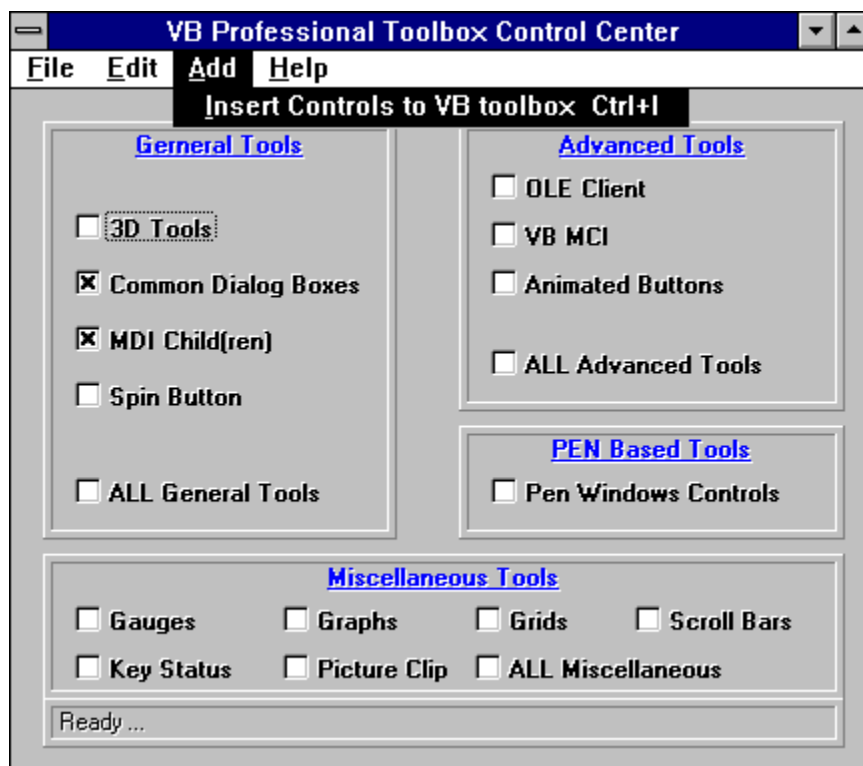 VB Professional Toolbox Control Center
File Edit Add Help
Insert Controls to VB toolbox Ctrl+I
Gerneral Tools
3D Tools
Common Dialog Boxes
MDI Child(ren)
Spin Button
ALL General Tools
Advanced Tools
OLE Client
VB MCI
Animated Buttons
ALL Advanced Tools
PEN Based Tools
Pen Windows Controls
Miscellaneous Tools
Gauges Graphs Grids Scroll Bars
Key Status Picture Clip ALL Miscellaneous
Ready ...